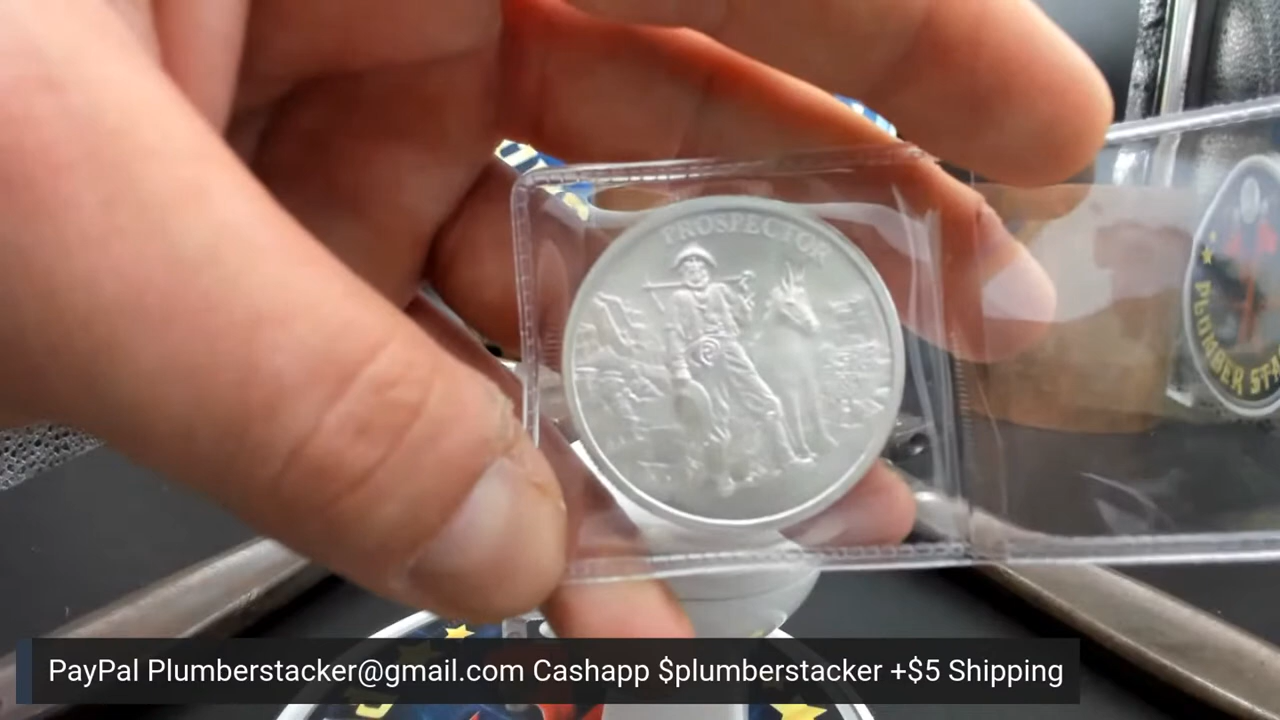 PROSPECTOR
PLUMBER STA
PayPal Plumberstacker@gmail.com Cashapp $plumberstacker +$5 Shipping